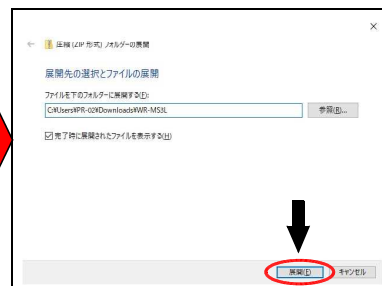 圧縮 (ZIP 形式) フォルダーの展開
展開先の選択とファイルの展開
ファイルを下のフォルダーに展開する(F):
C:¥Users¥PR-02¥Downloads¥WR-MS3L
参照(R)...
完了時に展開されたファイルを表示する(H)
展開(E)
キャンセル